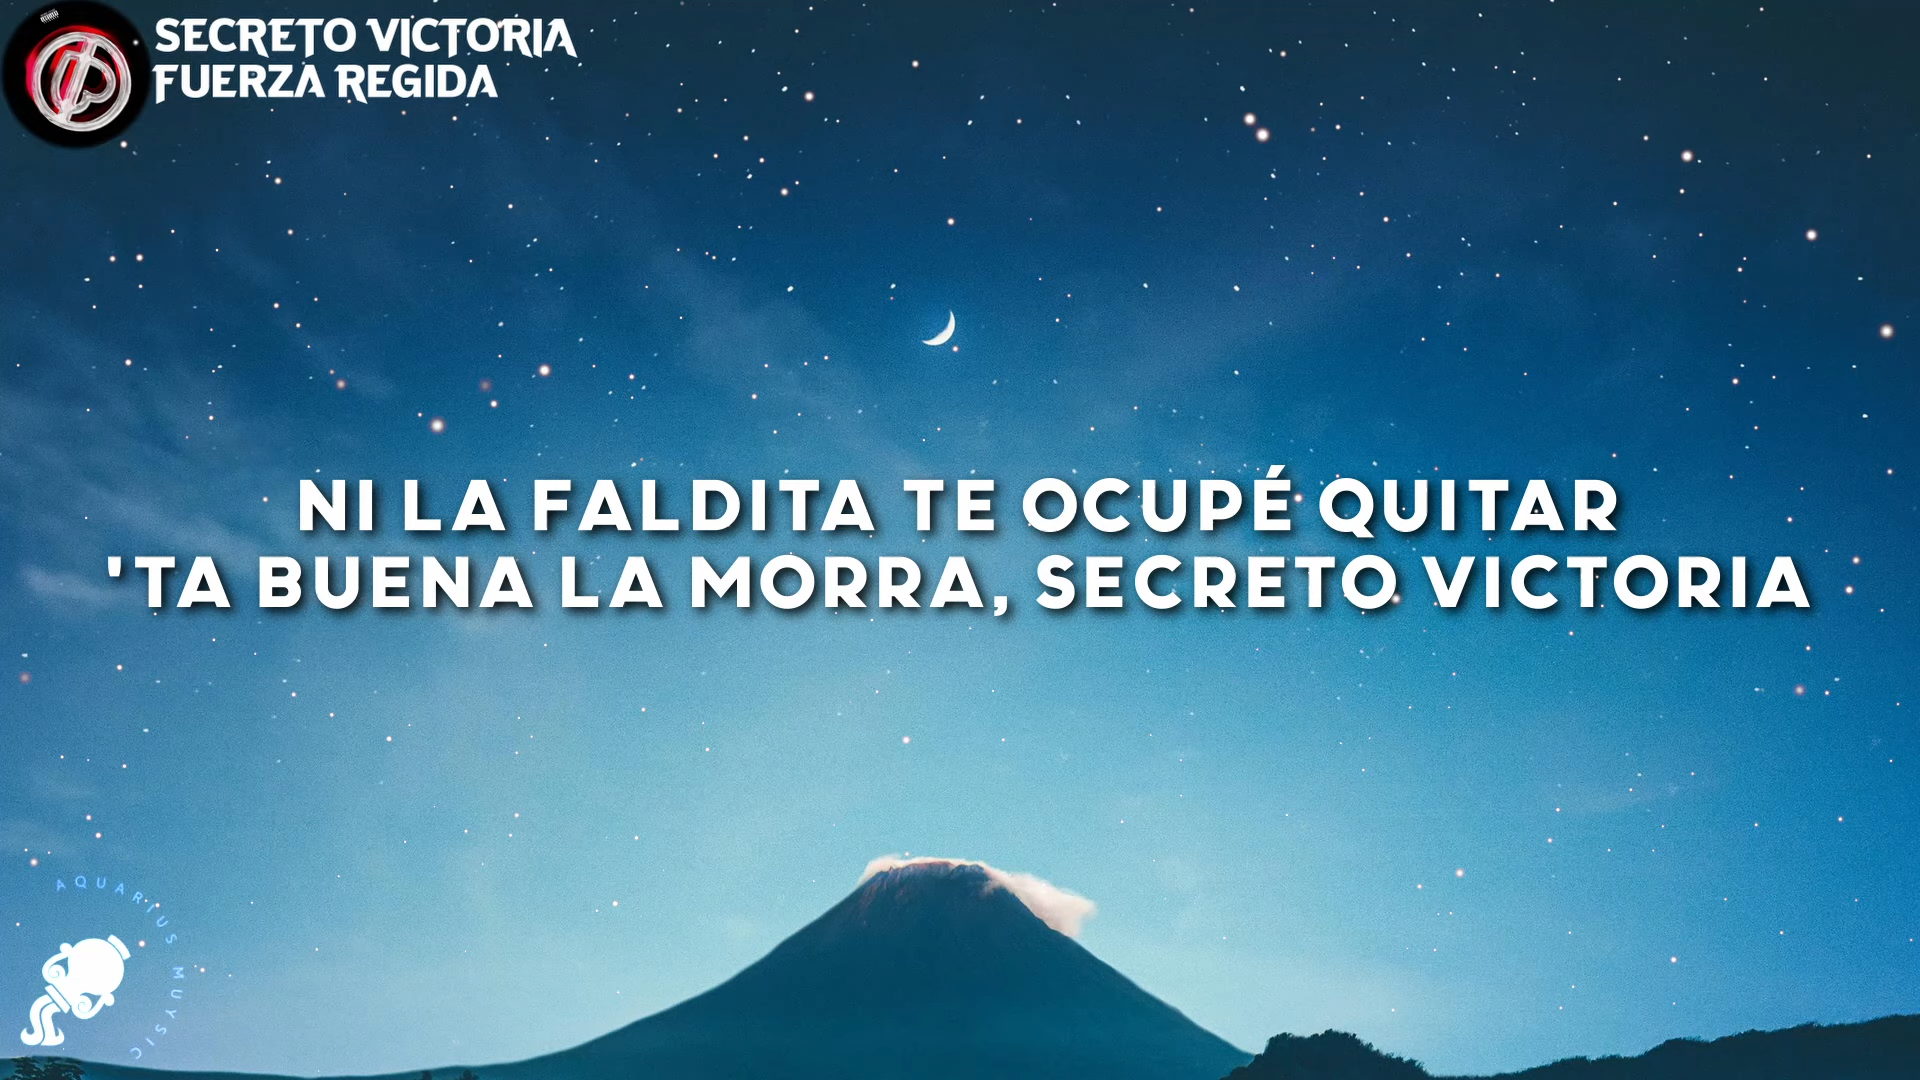 SECRETO VICTORIA
FUERZA REGIDA
NI LA FALDITA TE OCUPÉ QUITAR
'TA BUENA LA MORRA, SECRETO VICTORIA
AQUARIUS MUYSIC